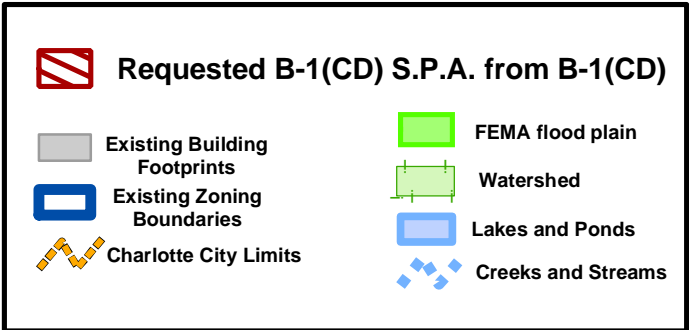 Requested B-1(CD) S.P.A. from B-1(CD)
Existing Building
Footprints
Existing Zoning
Boundaries
Charlotte City Limits
FEMA flood plain
Watershed
Lakes and Ponds
Creeks and Streams